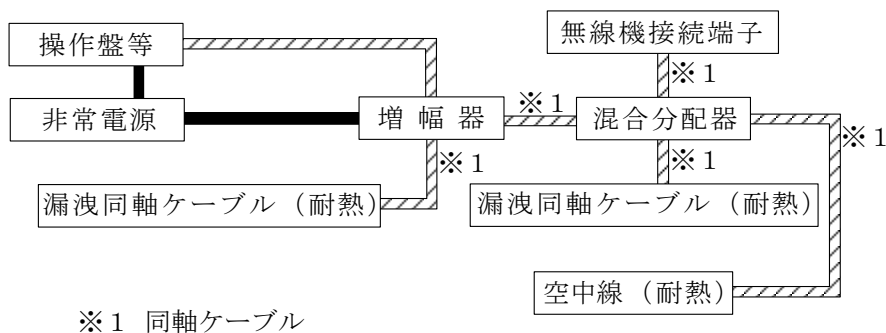 操作盤等
無線機接続端子
※1
非常電源
増幅器
※1
混合分配器
※1
※1
※1
漏洩同軸ケーブル（耐熱）
漏洩同軸ケーブル（耐熱）
空中線（耐熱）
※1 同軸ケーブル